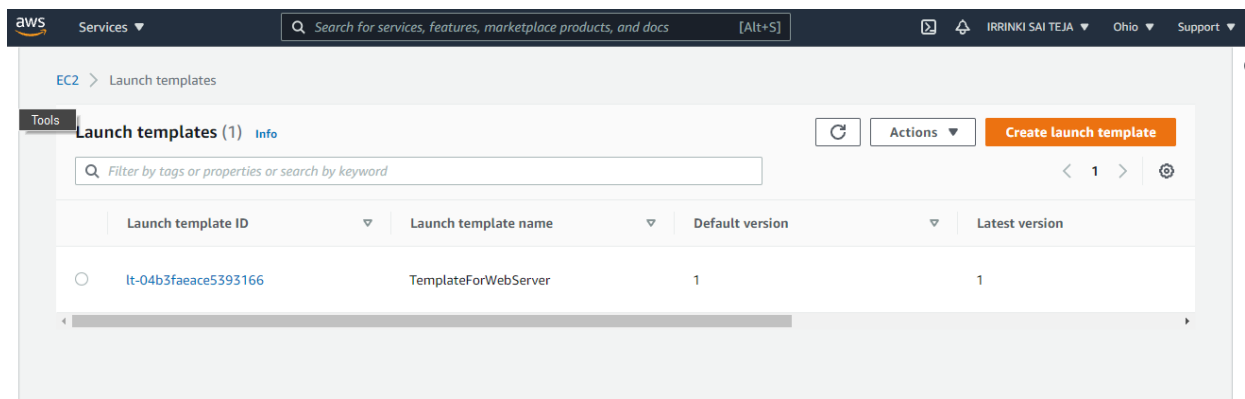 aws Services ▼ Search for services, features, marketplace products, and docs [Alt+S] IRRINKI SAI TEJA ▼ Ohio ▼ Support ▼
EC2 > Launch templates
Tools
Launch templates (1) Info
Actions ▼
Create launch template
Filter by tags or properties or search by keyword
< 1 >
Launch template ID Launch template name Default version Latest version
lt-04b3faeace5393166 TemplateForWebServer 1 1